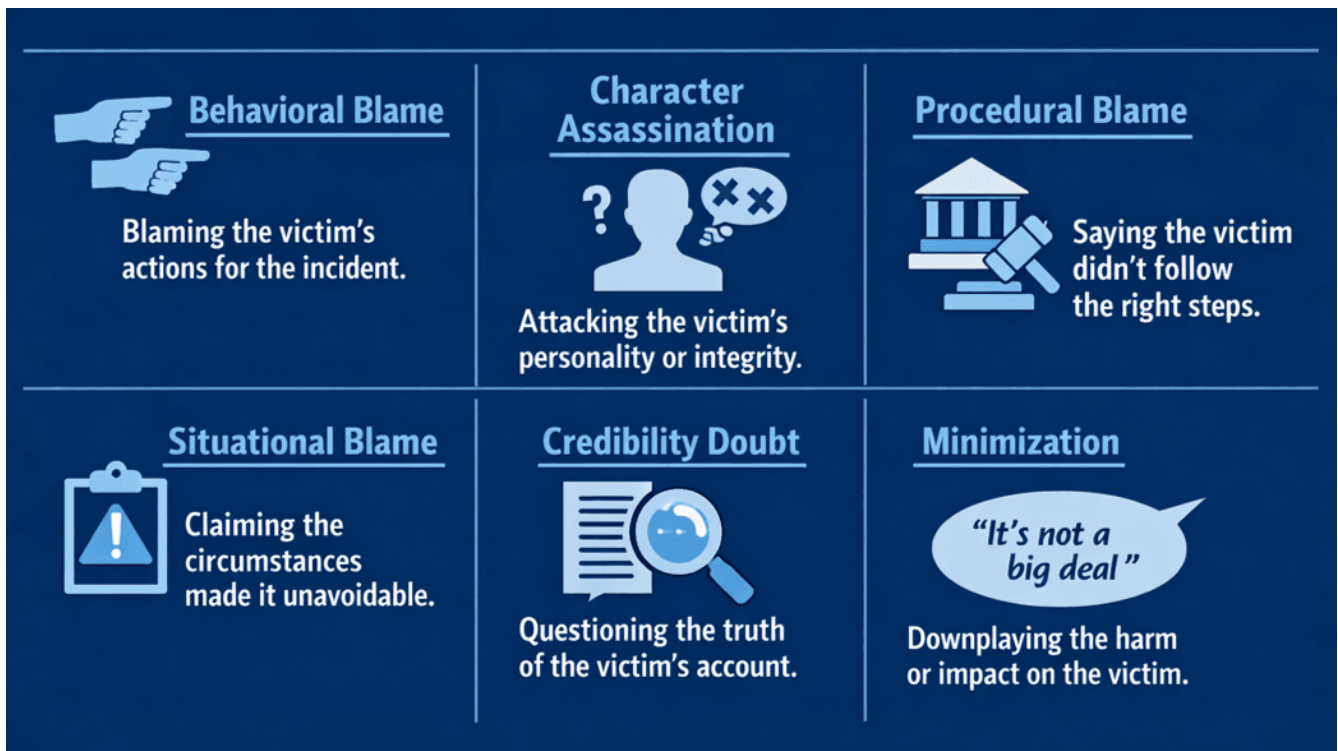 Behavioral Blame
Blaming the victim's
actions for the incident.
Character
Assassination
?
Attacking the victim's
personality or integrity.
Procedural Blame
Saying the victim
didn't follow
the right steps.
Situational Blame
!
Claiming the
circumstances
made it unavoidable.
Credibility Doubt
Questioning the truth
of the victim's account.
Minimization
"It's not a
big deal"
Downplaying the harm
or impact on the victim.